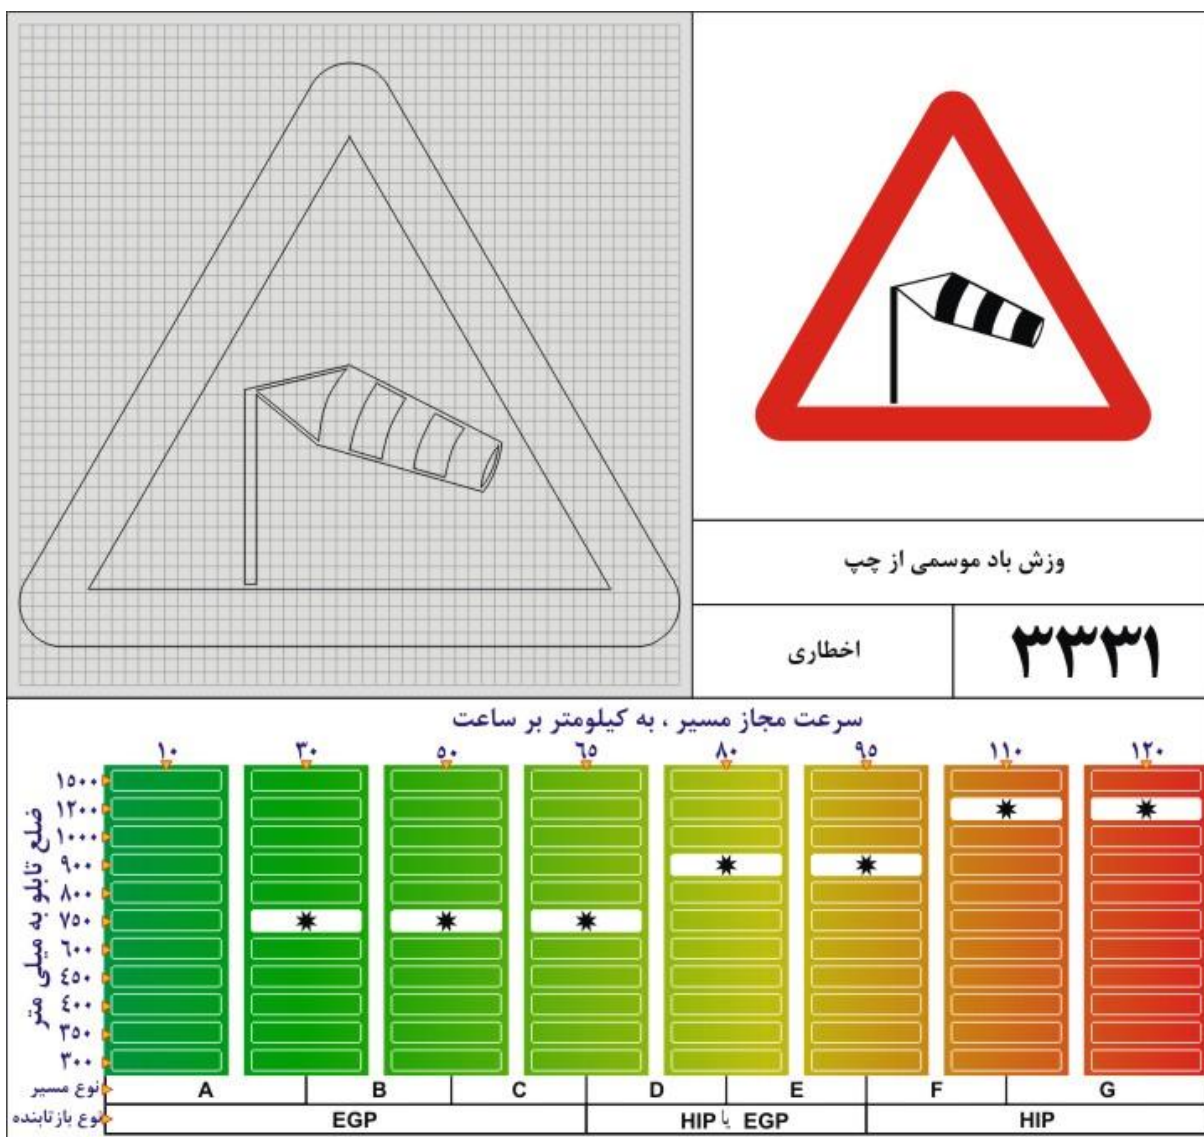 وزش باد موسمی از چپ
اخطاری
۳۳۳۱
سرعت مجاز مسیر ، به کیلومتر بر ساعت
۱۰ ۳۰ ۵۰ ۶۵ ۸۰ ۹۵ ۱۱۰ ۱۲۰
ضلع تابلو به میلی متر
۱۵۰۰
۱۲۰۰
۱۰۰۰
۹۰۰
۸۰۰
۷۵۰
۶۰۰
۴۵۰
۴۰۰
۳۵۰
۳۰۰
نوع مسیر A B C D E F G
نوع بازتابنده EGP HIP یا EGP HIP